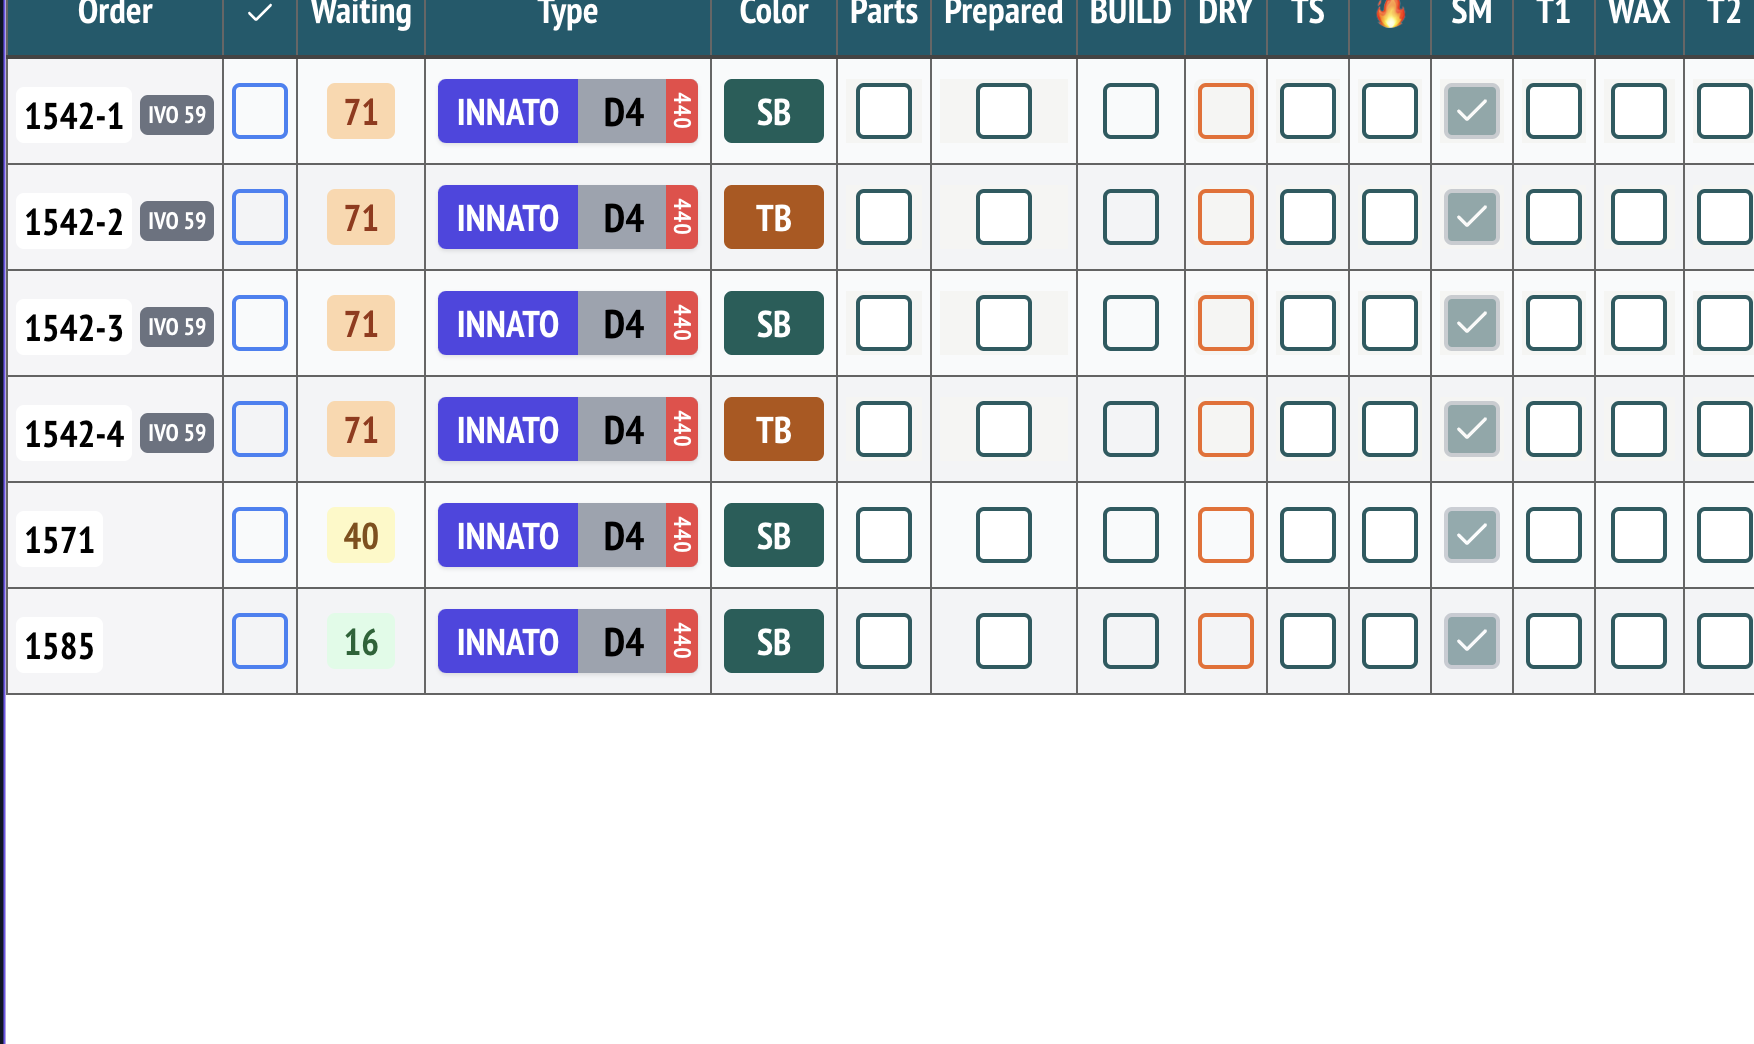 Order ✓ Waiting Type Color Parts Prepared BUILD DRY TS 🔥 SM T1 WAX T2
1542-1 IVO 59 71 INNATO D4 440 SB
1542-2 IVO 59 71 INNATO D4 440 TB
1542-3 IVO 59 71 INNATO D4 440 SB
1542-4 IVO 59 71 INNATO D4 440 TB
1571 40 INNATO D4 440 SB
1585 16 INNATO D4 440 SB